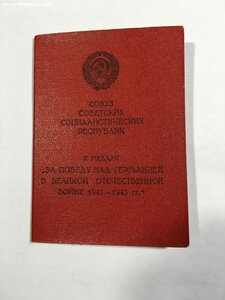 СОЮЗ
СОВЕТСКИХ
СОЦИАЛИСТИЧЕСКИХ
РЕСПУБЛИК
К МЕДАЛИ
„ЗА ПОБЕДУ НАД ГЕРМАНИЕЙ
В ВЕЛИКОЙ ОТЕЧЕСТВЕННОЙ
ВОЙНЕ 1941—1945 гг."